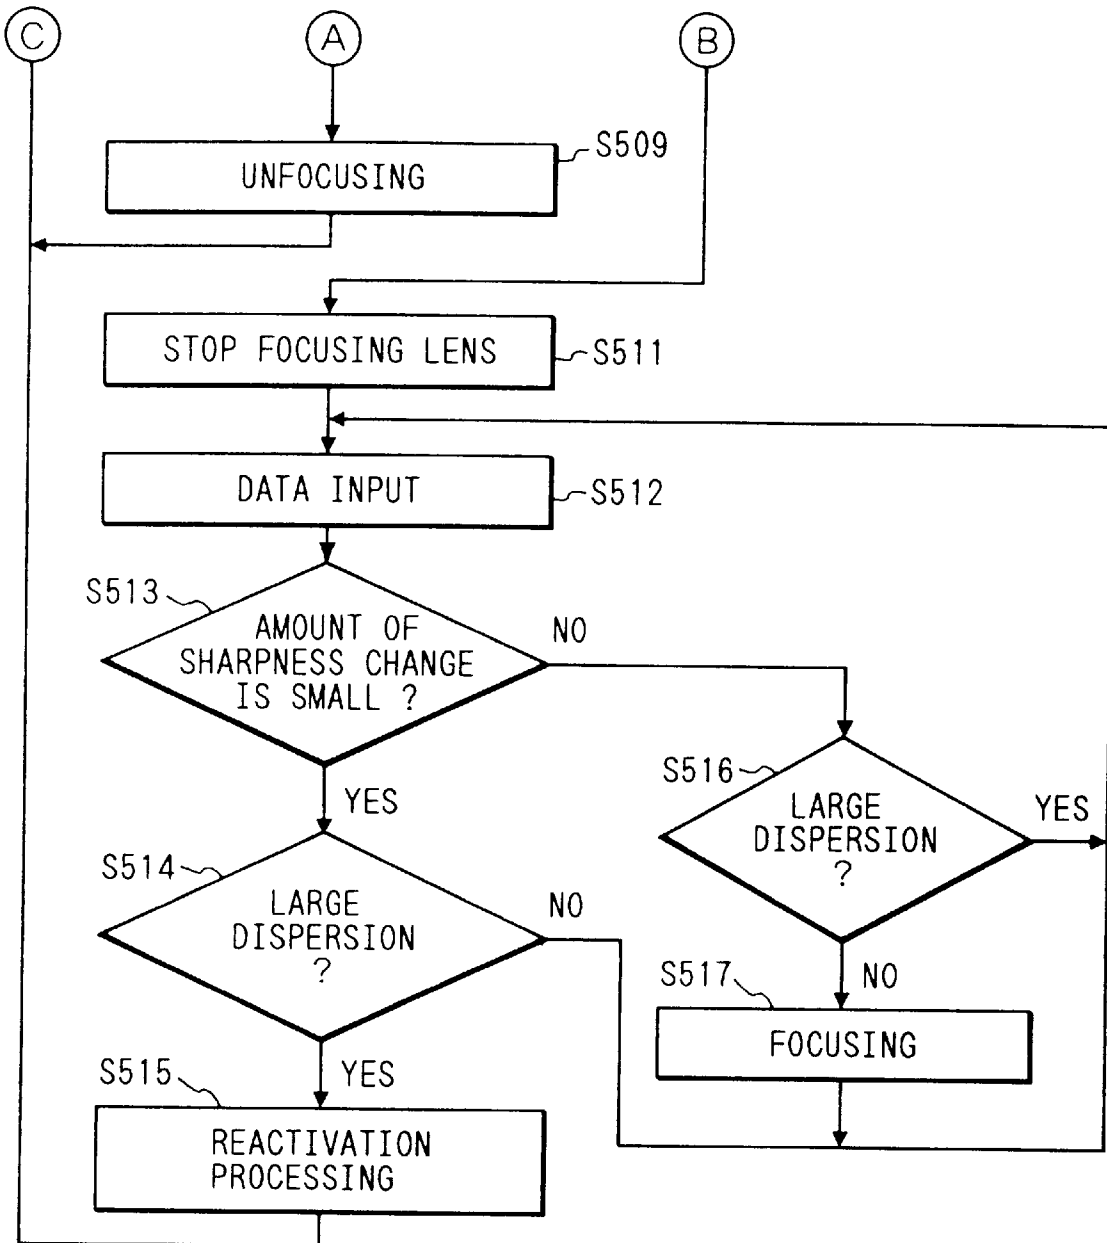 C
A
B
UNFOCUSING
S509
STOP FOCUSING LENS
S511
DATA INPUT
S512
S513
AMOUNT OF
SHARPNESS CHANGE
IS SMALL ?
NO
YES
S516
LARGE
DISPERSION
?
YES
S514
LARGE
DISPERSION
?
NO
NO
S517
FOCUSING
YES
S515
REACTIVATION
PROCESSING